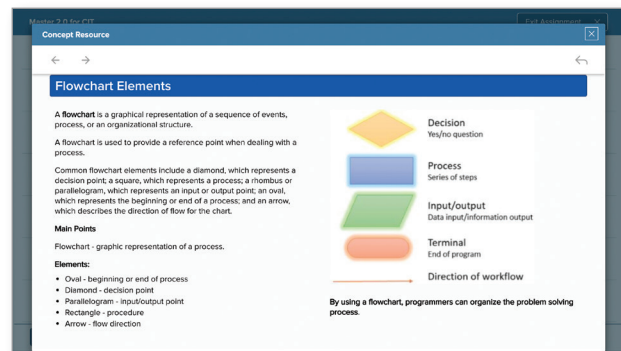 Master 2.0 for CIT
Exit Assignment
Concept Resource
Flowchart Elements
A flowchart is a graphical representation of a sequence of events,
process, or an organizational structure.
A flowchart is used to provide a reference point when dealing with a
process.
Common flowchart elements include a diamond, which represents a
decision point; a square, which represents a process; a rhombus or
parallelogram, which represents an input or output point; an oval,
which represents the beginning or end of a process; and an arrow,
which describes the direction of flow for the chart.
Main Points
Flowchart - graphic representation of a process.
Elements:
• Oval - beginning or end of process
• Diamond - decision point
• Parallelogram - input/output point
• Rectangle - procedure
• Arrow - flow direction
Decision
Yes/no question
Process
Series of steps
Input/output
Data input/information output
Terminal
End of program
Direction of workflow
By using a flowchart, programmers can organize the problem solving
process.